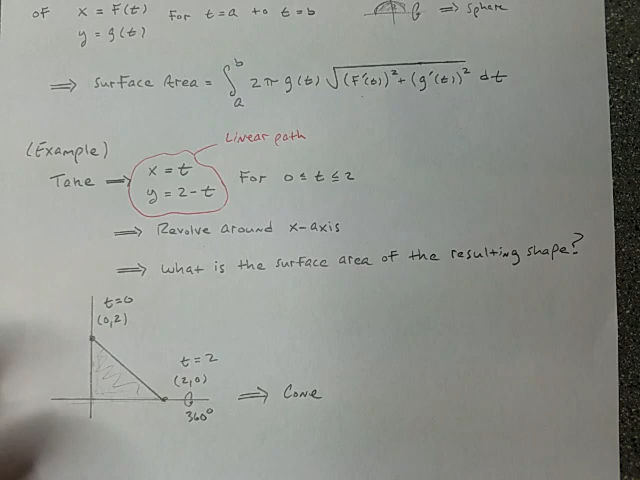 of x = F(t) For t=a to t=b ⟹ Sphere
y = g(t)
⟹ Surface Area = ∫ₐᵇ 2π g(t) √((F'(t))² + (g'(t))²) dt
Linear path
(Example)
Take ⟹ x = t
y = 2 - t For 0 ≤ t ≤ 2
⟹ Revolve around x-axis
⟹ What is the surface area of the resulting shape?
t=0
(0,2)
t=2
(2,0)
⟹ Cone
360°